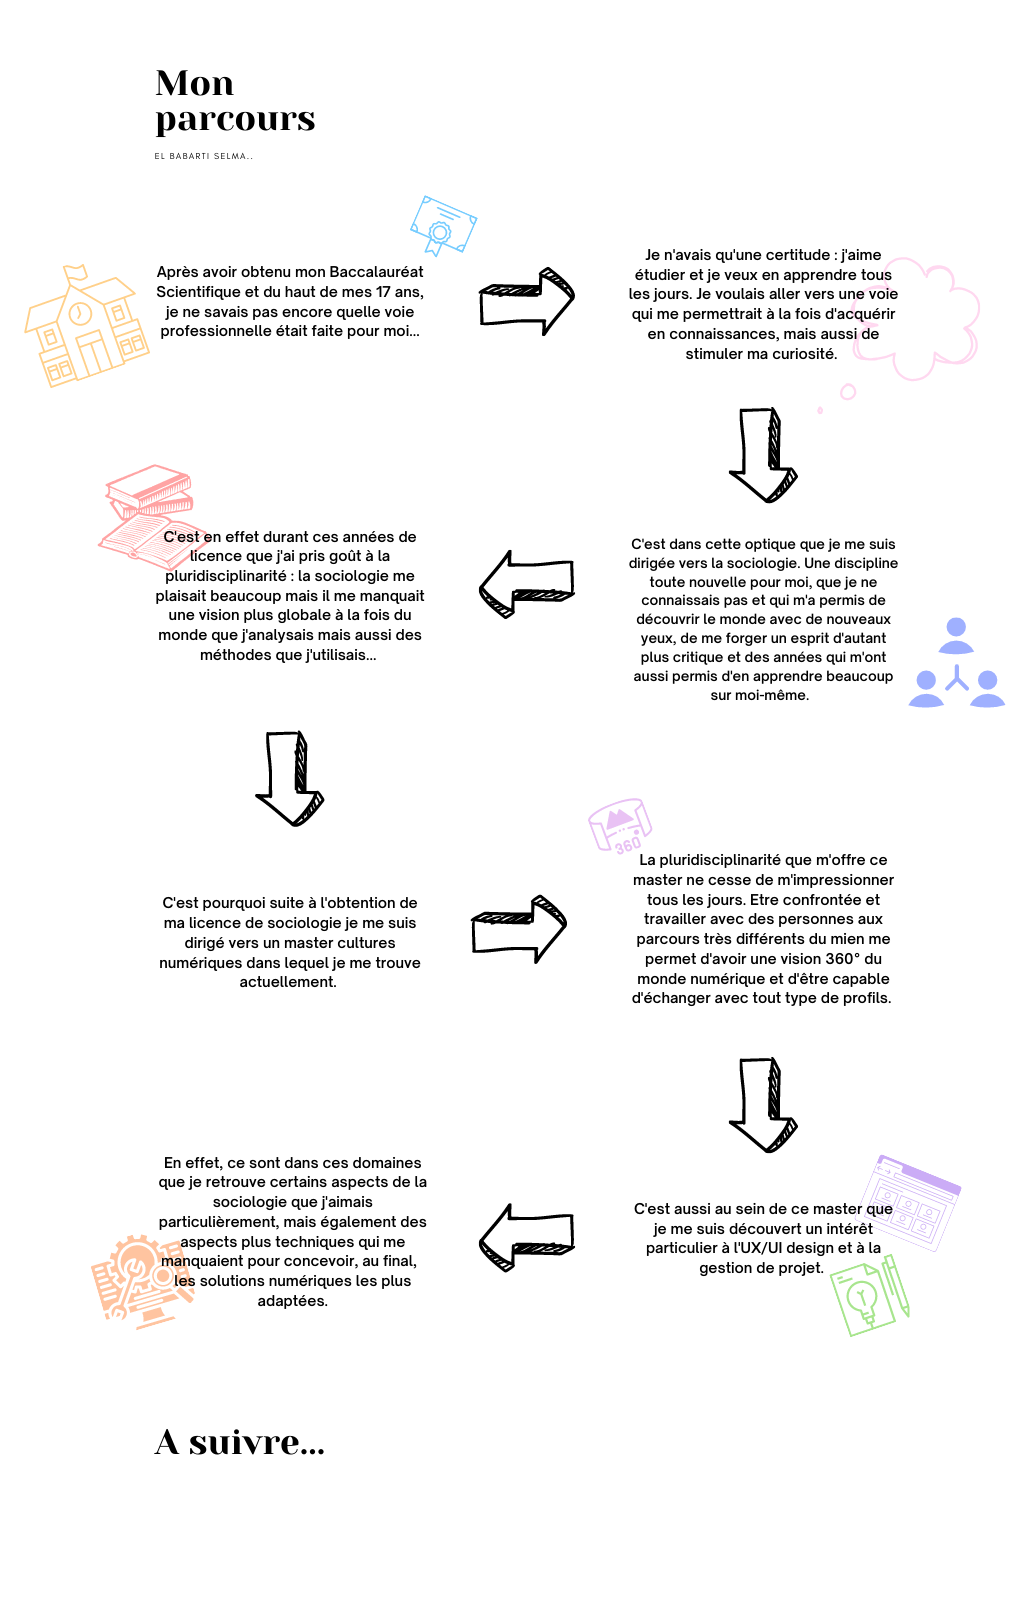 Mon
parcours
EL BABARTI SELMA..
Après avoir obtenu mon Baccalauréat
Scientifique et du haut de mes 17 ans,
je ne savais pas encore quelle voie
professionnelle était faite pour moi...
Je n'avais qu'une certitude : j'aime
étudier et je veux en apprendre tous
les jours. Je voulais aller vers une voie
qui me permettrait à la fois d'acquérir
en connaissances, mais aussi de
stimuler ma curiosité.
C'est dans cette optique que je me suis
dirigée vers la sociologie. Une discipline
toute nouvelle pour moi, que je ne
connaissais pas et qui m'a permis de
découvrir le monde avec de nouveaux
yeux, de me forger un esprit d'autant
plus critique et des années qui m'ont
aussi permis d'en apprendre beaucoup
sur moi-même.
C'est en effet durant ces années de
licence que j'ai pris goût à la
pluridisciplinarité : la sociologie me
plaisait beaucoup mais il me manquait
une vision plus globale à la fois du
monde que j'analysais mais aussi des
méthodes que j'utilisais...
C'est pourquoi suite à l'obtention de
ma licence de sociologie je me suis
dirigé vers un master cultures
numériques dans lequel je me trouve
actuellement.
360
La pluridisciplinarité que m'offre ce
master ne cesse de m'impressionner
tous les jours. Etre confrontée et
travailler avec des personnes aux
parcours très différents du mien me
permet d'avoir une vision 360° du
monde numérique et d'être capable
d'échanger avec tout type de profils.
C'est aussi au sein de ce master que
je me suis découvert un intérêt
particulier à l'UX/UI design et à la
gestion de projet.
En effet, ce sont dans ces domaines
que je retrouve certains aspects de la
sociologie que j'aimais
particulièrement, mais également des
aspects plus techniques qui me
manquaient pour concevoir, au final,
les solutions numériques les plus
adaptées.
A suivre...